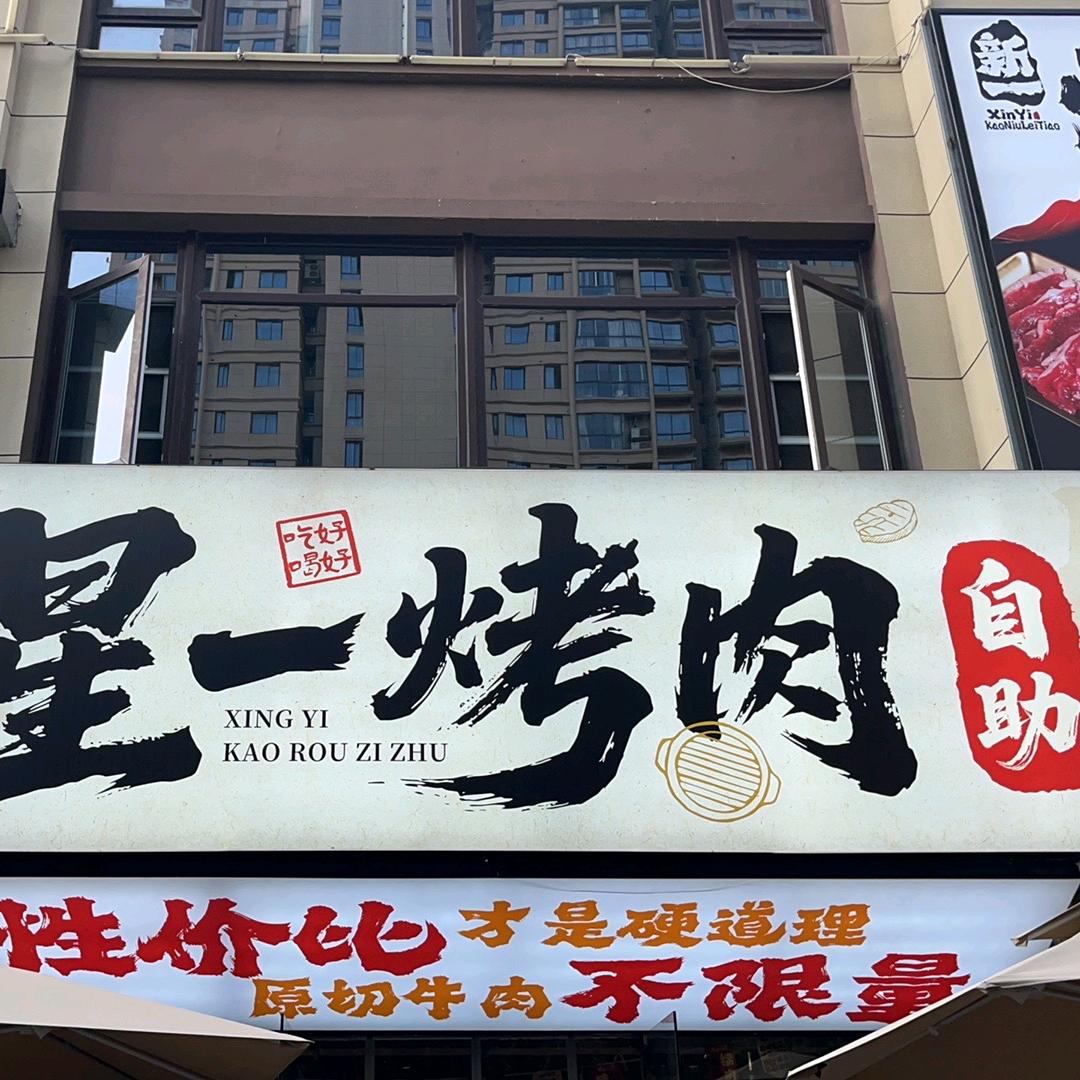 新一
XinYi
KaoNiuLeiTiao
星一烤肉
吃好
喝好
自助
XING YI
KAO ROU ZI ZHU
性价比才是硬道理
原切牛肉不限量